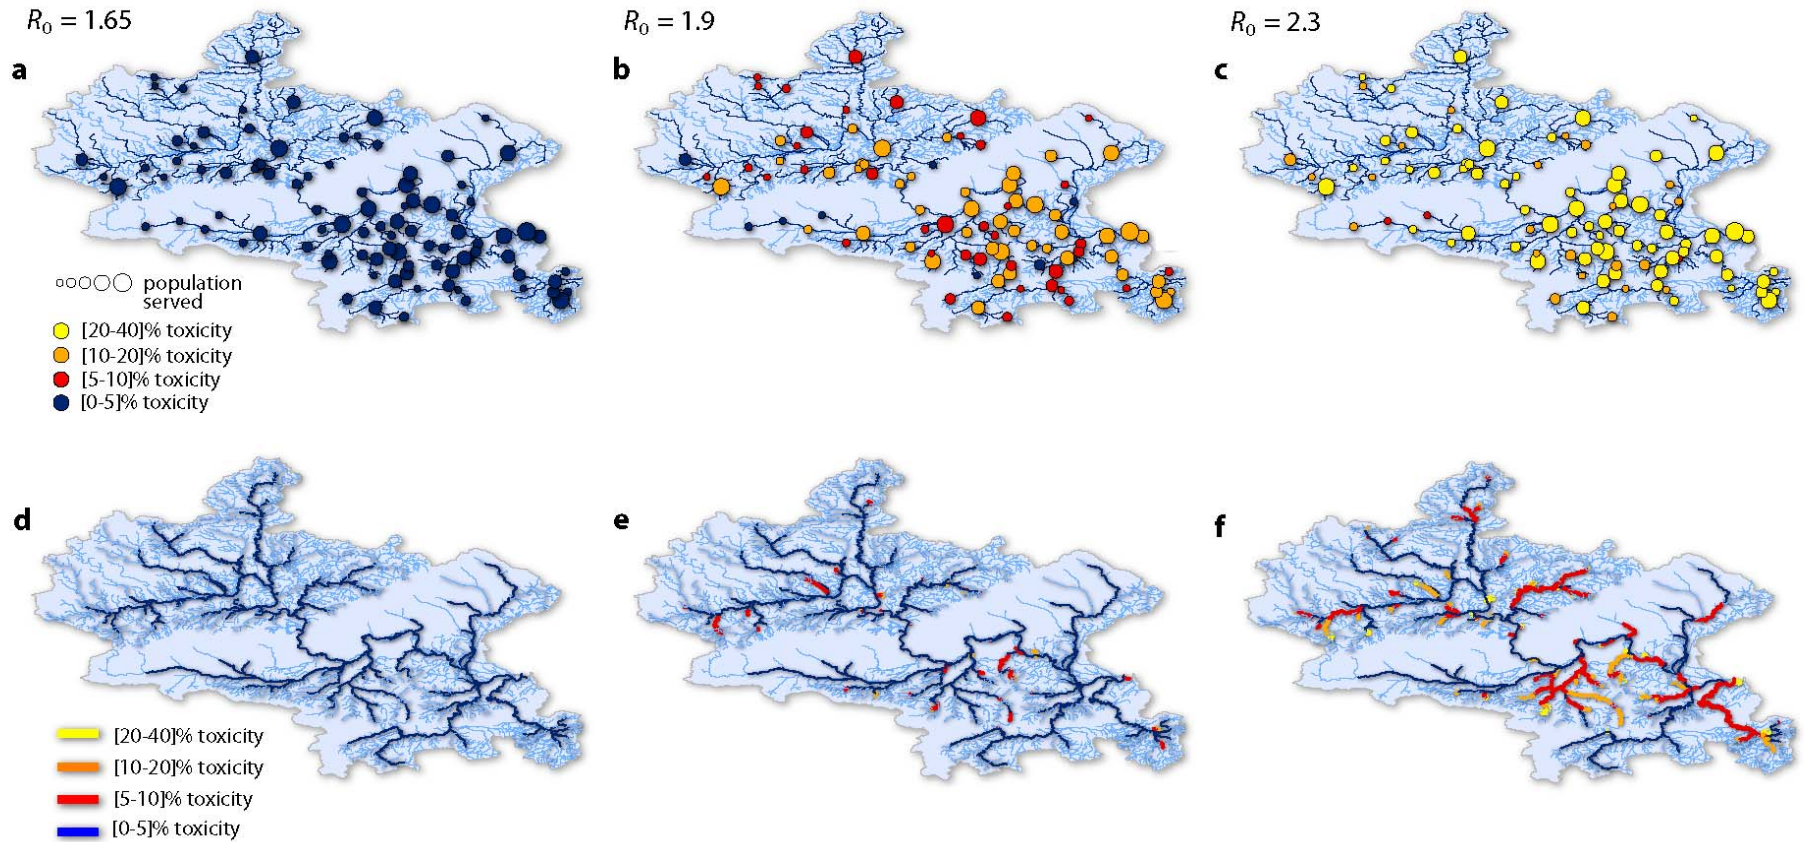 R₀ = 1.65
R₀ = 1.9
R₀ = 2.3
a
b
c
population
served
[20-40]% toxicity
[10-20]% toxicity
[5-10]% toxicity
[0-5]% toxicity
d
e
f
[20-40]% toxicity
[10-20]% toxicity
[5-10]% toxicity
[0-5]% toxicity